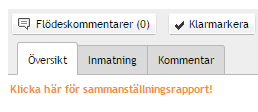 Flödeskommentarer (0) Klarmarkera
Översikt Inmatning Kommentar
Klicka här för sammanställningsrapport!